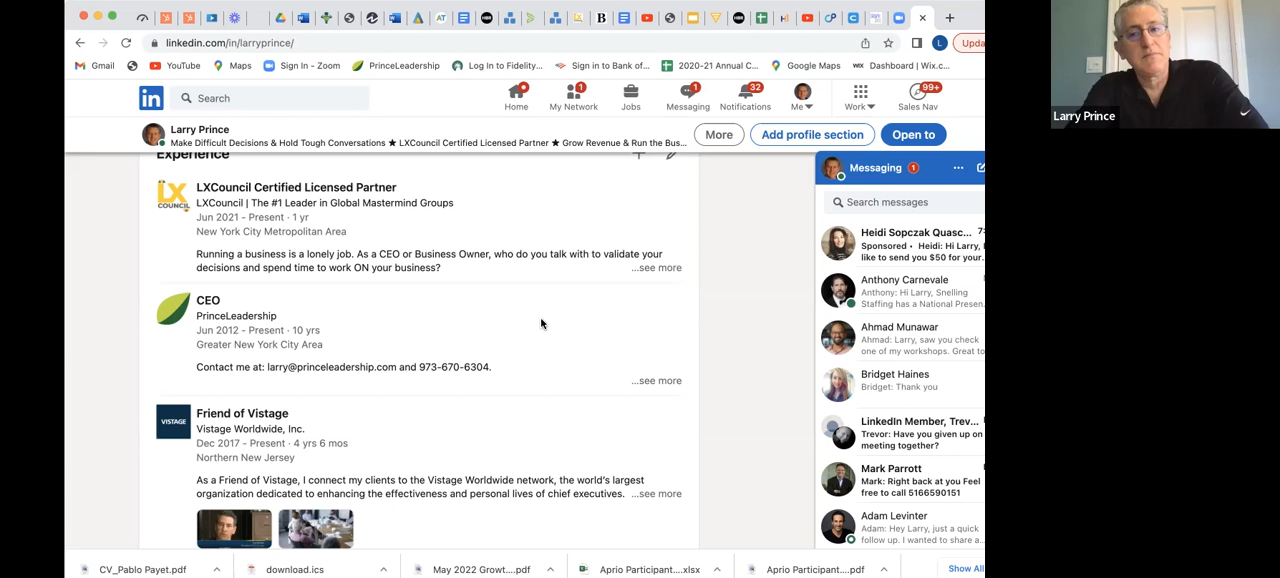 linkedin.com/in/larryprince/
Upda
Gmail
YouTube
Maps
Sign In - Zoom
PrinceLeadership
Log In to Fidelity...
Sign in to Bank of...
2020-21 Annual C...
Google Maps
WIX Dashboard | Wix.c...
in
Search
Home
1
My Network
Jobs
1
Messaging
32
Notifications
Me
Work
99+
Sales Nav
Larry Prince
Make Difficult Decisions & Hold Tough Conversations ★ LXCouncil Certified Licensed Partner ★ Grow Revenue & Run the Bus...
More
Add profile section
Open to
Experience
LX COUNCIL
LXCouncil Certified Licensed Partner
LXCouncil | The #1 Leader in Global Mastermind Groups
Jun 2021 - Present · 1 yr
New York City Metropolitan Area
Running a business is a lonely job. As a CEO or Business Owner, who do you talk with to validate your
decisions and spend time to work ON your business?
...see more
CEO
PrinceLeadership
Jun 2012 - Present · 10 yrs
Greater New York City Area
Contact me at: larry@princeleadership.com and 973-670-6304.
...see more
VISTAGE
Friend of Vistage
Vistage Worldwide, Inc.
Dec 2017 - Present · 4 yrs 6 mos
Northern New Jersey
As a Friend of Vistage, I connect my clients to the Vistage Worldwide network, the world's largest
organization dedicated to enhancing the effectiveness and personal lives of chief executives.
...see more
Messaging 1
Search messages
Heidi Sopczak Quasc...
Sponsored • Heidi: Hi Larry, I
like to send you $50 for your
Anthony Carnevale
Anthony: Hi Larry, Snelling
Staffing has a National Presen
Ahmad Munawar
Ahmad: Larry, saw you check
one of my workshops. Great to
Bridget Haines
Bridget: Thank you
LinkedIn Member, Trev...
Trevor: Have you given up on
meeting together?
Mark Parrott
Mark: Right back at you Feel
free to call 5166590151
Adam Levinter
Adam: Hey Larry, just a quick
follow up. I wanted to share a
CV_Pablo Payet.pdf
download.ics
May 2022 Growt....pdf
Aprio Participant....xlsx
Aprio Participant....pdf
Show All
Larry Prince